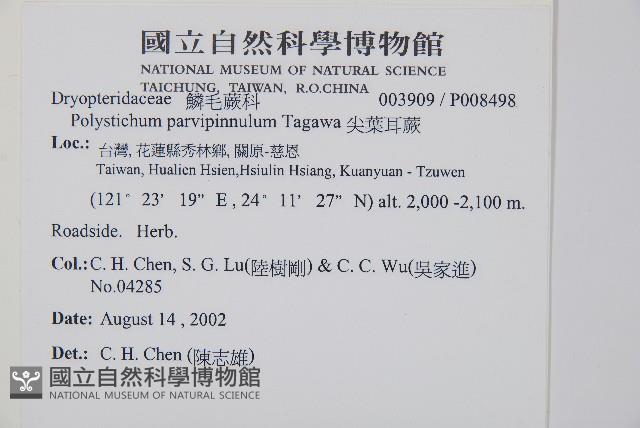 國立自然科學博物館
NATIONAL MUSEUM OF NATURAL SCIENCE
TAICHUNG, TAIWAN, R.O.CHINA
Dryopteridaceae 鱗毛蕨科 003909 / P008498
Polystichum parvipinnulum Tagawa 尖葉耳蕨
Loc.: 台灣, 花蓮縣秀林鄉, 關原-慈恩
Taiwan, Hualien Hsien,Hsiulin Hsiang, Kuanyuan - Tzuwen
(121° 23' 19" E , 24° 11' 27" N) alt. 2,000 -2,100 m.
Roadside. Herb.
Col.: C. H. Chen, S. G. Lu(陸樹剛) & C. C. Wu(吳家進)
No.04285
Date: August 14 , 2002
Det.: C. H. Chen (陳志雄)
國立自然科學博物館
NATIONAL MUSEUM OF NATURAL SCIENCE